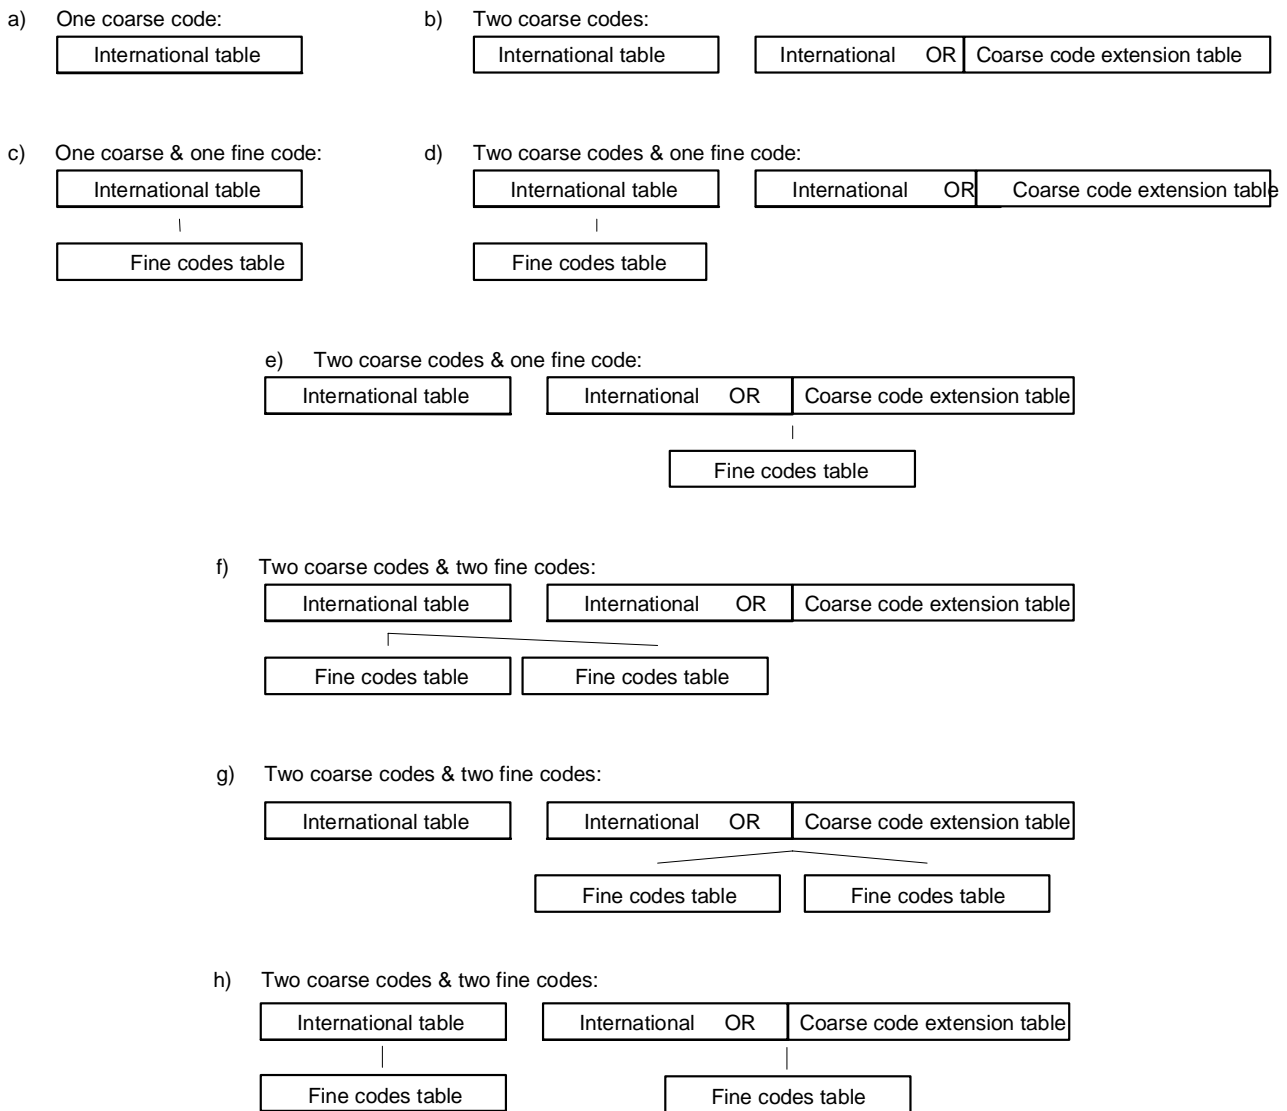 a) One coarse code:
International table
b) Two coarse codes:
International table International OR Coarse code extension table
c) One coarse & one fine code:
International table
Fine codes table
d) Two coarse codes & one fine code:
International table International OR Coarse code extension table
Fine codes table
e) Two coarse codes & one fine code:
International table International OR Coarse code extension table
Fine codes table
f) Two coarse codes & two fine codes:
International table International OR Coarse code extension table
Fine codes table Fine codes table
g) Two coarse codes & two fine codes:
International table International OR Coarse code extension table
Fine codes table Fine codes table
h) Two coarse codes & two fine codes:
International table International OR Coarse code extension table
Fine codes table Fine codes table